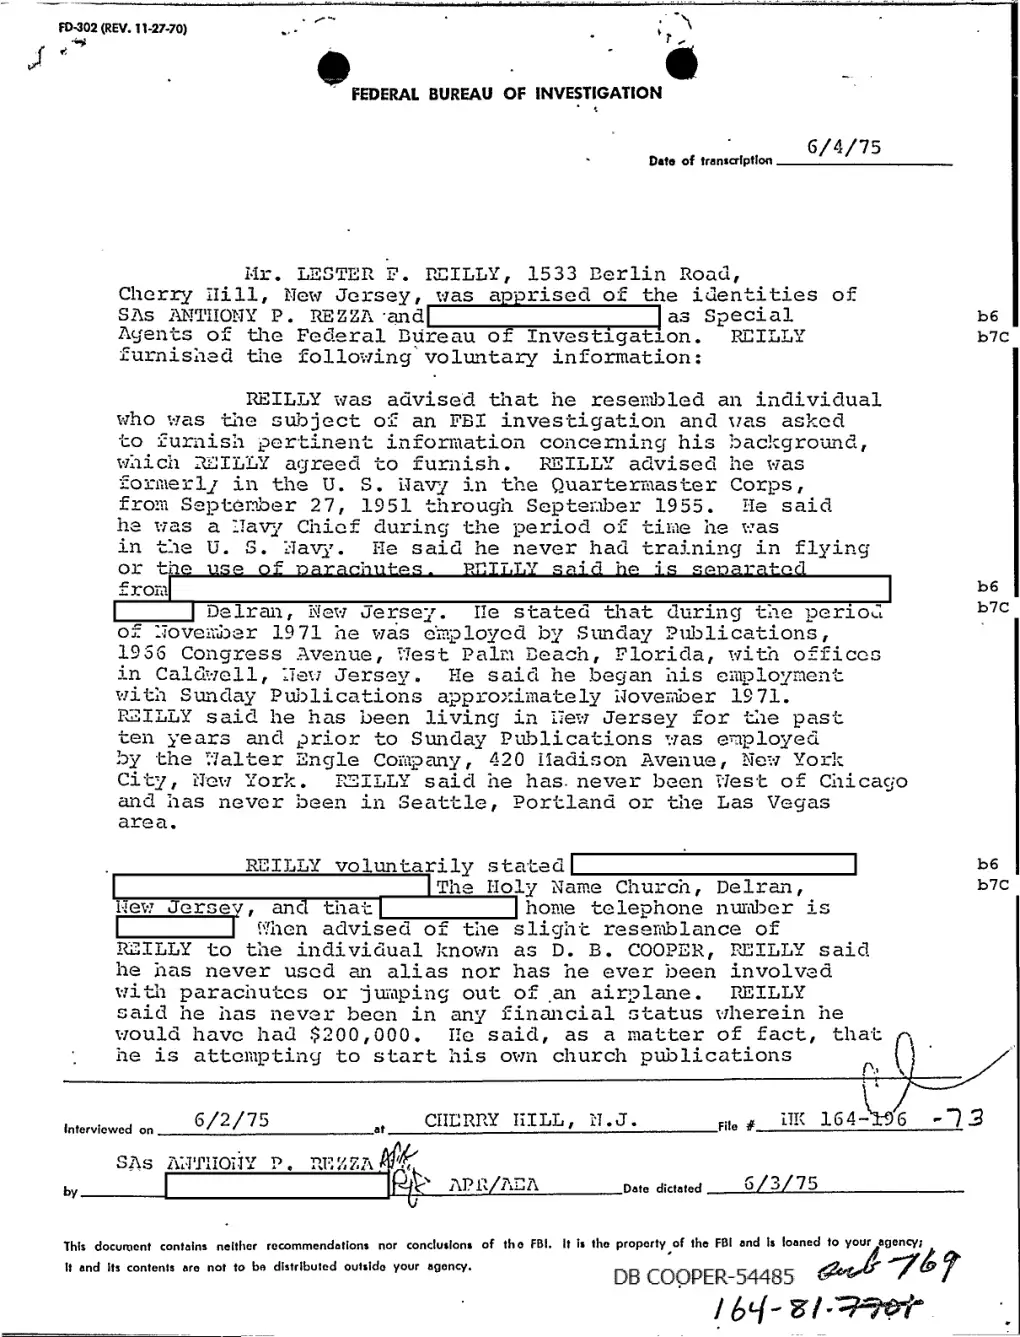 FD-302 (REV. 11-27-70)
FEDERAL BUREAU OF INVESTIGATION
Date of transcription 6/4/75
Mr. LESTER F. REILLY, 1533 Berlin Road,
Cherry Hill, New Jersey, was apprised of the identities of
SAs ANTHONY P. REZZA and as Special b6
Agents of the Federal Bureau of Investigation. REILLY b7C
furnished the following voluntary information:
REILLY was advised that he resembled an individual
who was the subject of an FBI investigation and was asked
to furnish pertinent information concerning his background,
which REILLY agreed to furnish. REILLY advised he was
formerly in the U. S. Navy in the Quartermaster Corps,
from September 27, 1951 through September 1955. He said
he was a Navy Chief during the period of time he was
in the U. S. Navy. He said he never had training in flying
or the use of parachutes. REILLY said he is separated
from b6
Delran, New Jersey. He stated that during the period b7C
of November 1971 he was employed by Sunday Publications,
1956 Congress Avenue, West Palm Beach, Florida, with offices
in Caldwell, New Jersey. He said he began his employment
with Sunday Publications approximately November 1971.
REILLY said he has been living in New Jersey for the past
ten years and prior to Sunday Publications was employed
by the Walter Engle Company, 420 Madison Avenue, New York
City, New York. REILLY said he has never been West of Chicago
and has never been in Seattle, Portland or the Las Vegas
area.
REILLY voluntarily stated b6
The Holy Name Church, Delran, b7C
New Jersey, and that home telephone number is
When advised of the slight resemblance of
REILLY to the individual known as D. B. COOPER, REILLY said
he has never used an alias nor has he ever been involved
with parachutes or jumping out of an airplane. REILLY
said he has never been in any financial status wherein he
would have had $200,000. He said, as a matter of fact, that
he is attempting to start his own church publications
Interviewed on 6/2/75 at CHERRY HILL, N.J. File # NK 164-196 -73
SAs ANTHONY P. REZZA
by APR/AEA Date dictated 6/3/75
This document contains neither recommendations nor conclusions of the FBI. It is the property of the FBI and is loaned to your agency;
it and its contents are not to be distributed outside your agency.
DB COOPER-54485 sub-769
164-81-